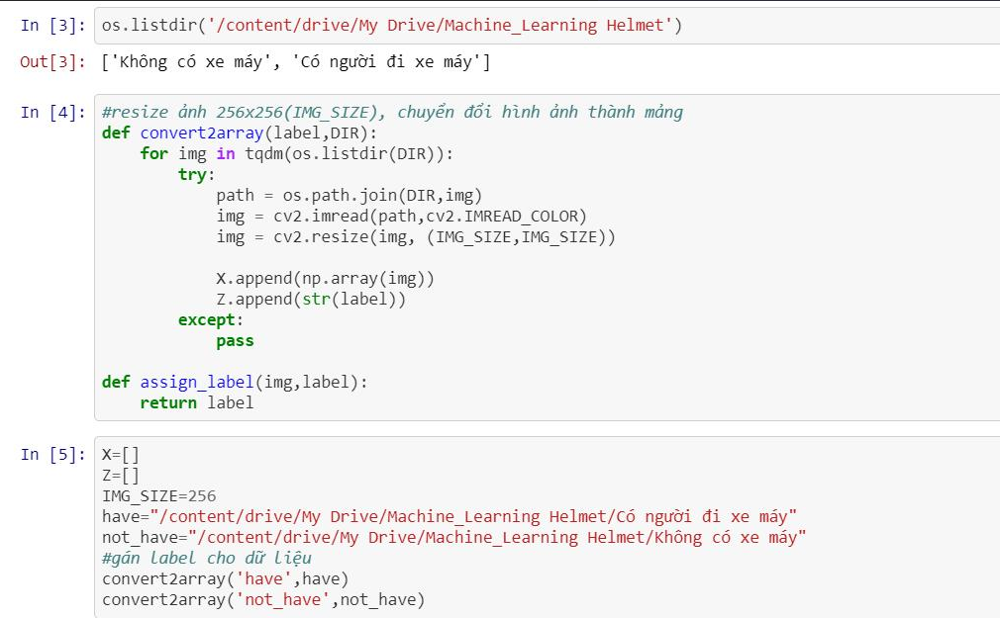 In [3]: os.listdir('/content/drive/My Drive/Machine_Learning Helmet')
Out[3]: ['Không có xe máy', 'Có người đi xe máy']
In [4]: #resize ảnh 256x256(IMG_SIZE), chuyển đổi hình ảnh thành mảng
def convert2array(label,DIR):
    for img in tqdm(os.listdir(DIR)):
        try:
            path = os.path.join(DIR,img)
            img = cv2.imread(path,cv2.IMREAD_COLOR)
            img = cv2.resize(img, (IMG_SIZE,IMG_SIZE))
            X.append(np.array(img))
            Z.append(str(label))
        except:
            pass
def assign_label(img,label):
    return label
In [5]: X=[]
Z=[]
IMG_SIZE=256
have="/content/drive/My Drive/Machine_Learning Helmet/Có người đi xe máy"
not_have="/content/drive/My Drive/Machine_Learning Helmet/Không có xe máy"
#gán label cho dữ liệu
convert2array('have',have)
convert2array('not_have',not_have)